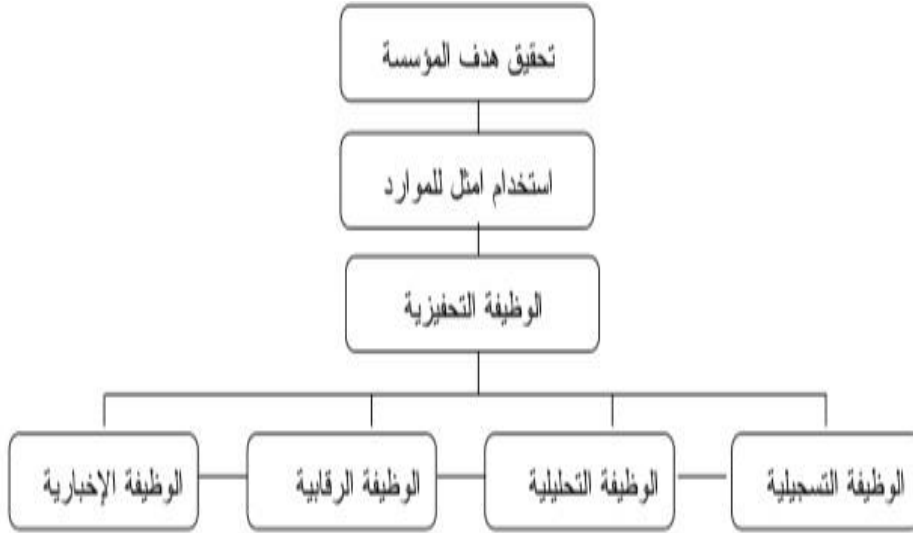 تحقيق هدف المؤسسة
استخدام امثل للموارد
الوظيفة التحفيزية
الوظيفة التسجيلية
الوظيفة التحليلية
الوظيفة الرقابية
الوظيفة الإخبارية